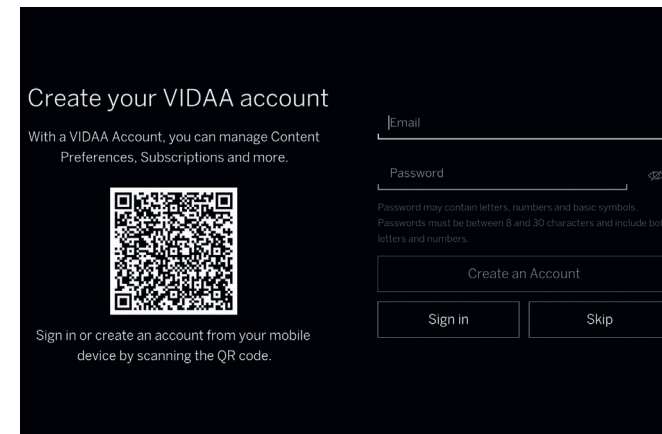 Create your VIDAA account
With a VIDAA Account, you can manage Content
Preferences, Subscriptions and more.
Sign in or create an account from your mobile
device by scanning the QR code.
Email
Password
Password may contain letters, numbers and basic symbols.
Passwords must be between 8 and 30 characters and include bot
letters and numbers.
Create an Account
Sign in
Skip